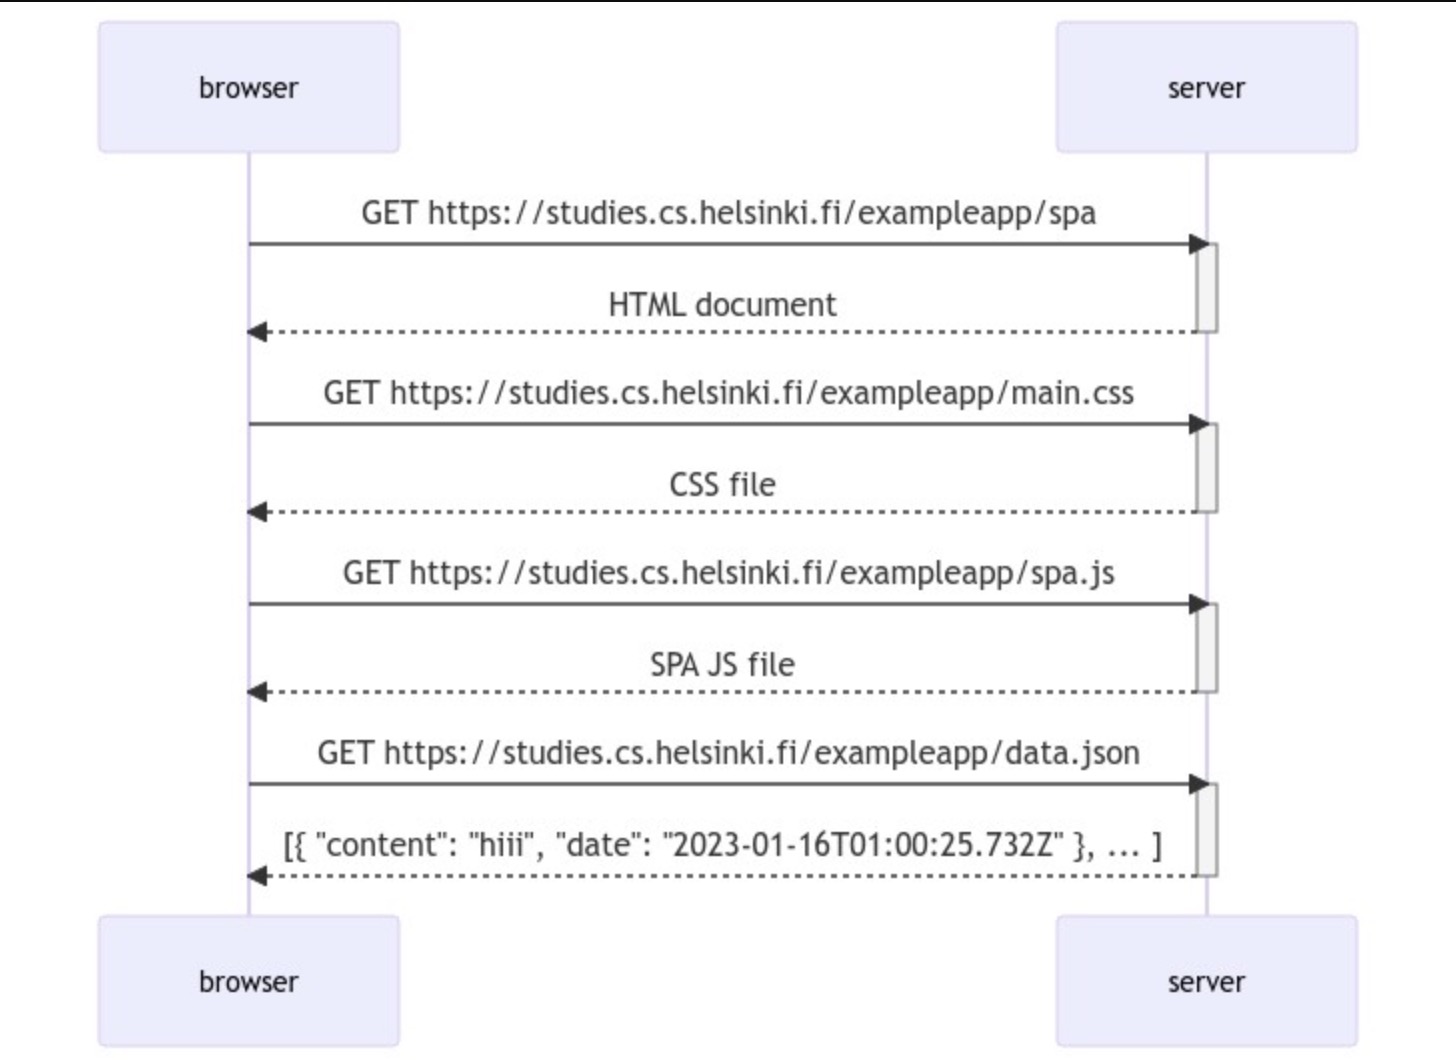 browser server
GET https://studies.cs.helsinki.fi/exampleapp/spa
HTML document
GET https://studies.cs.helsinki.fi/exampleapp/main.css
CSS file
GET https://studies.cs.helsinki.fi/exampleapp/spa.js
SPA JS file
GET https://studies.cs.helsinki.fi/exampleapp/data.json
[{ "content": "hiii", "date": "2023-01-16T01:00:25.732Z" }, ... ]
browser server